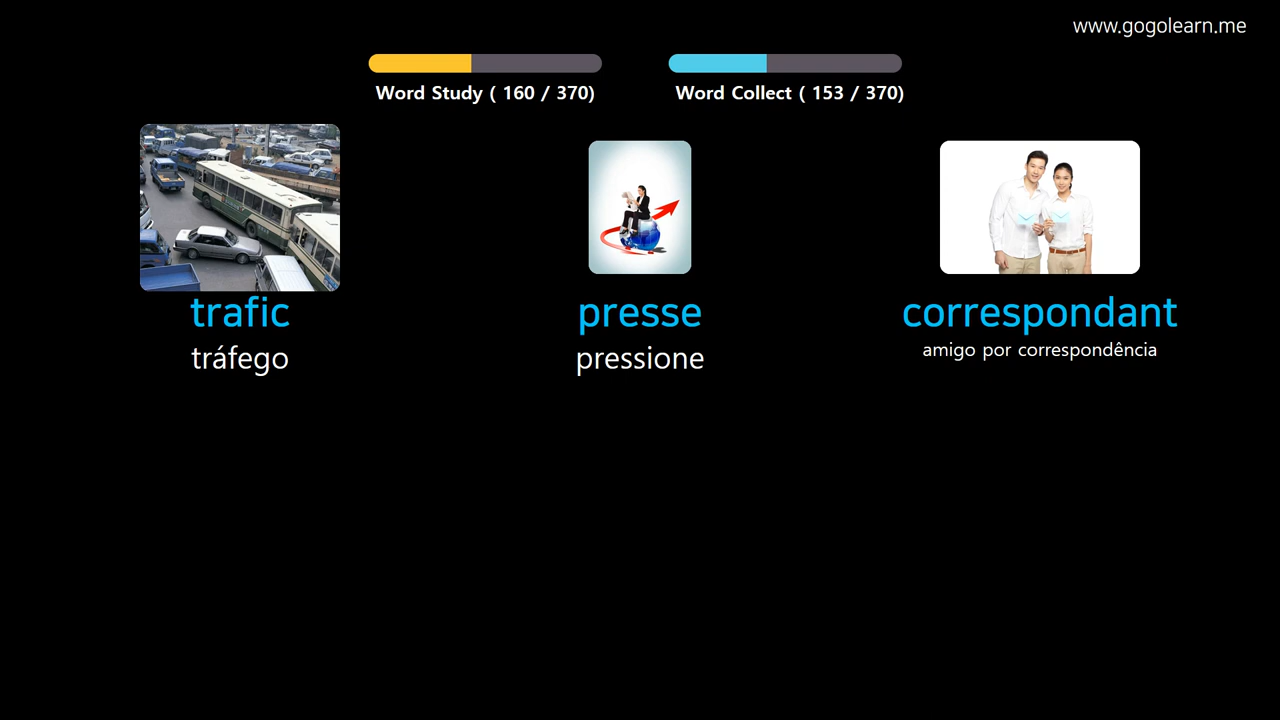 www.gogolearn.me
Word Study ( 160 / 370)
Word Collect ( 153 / 370)
trafic
presse
correspondant
tráfego
pressione
amigo por correspondência